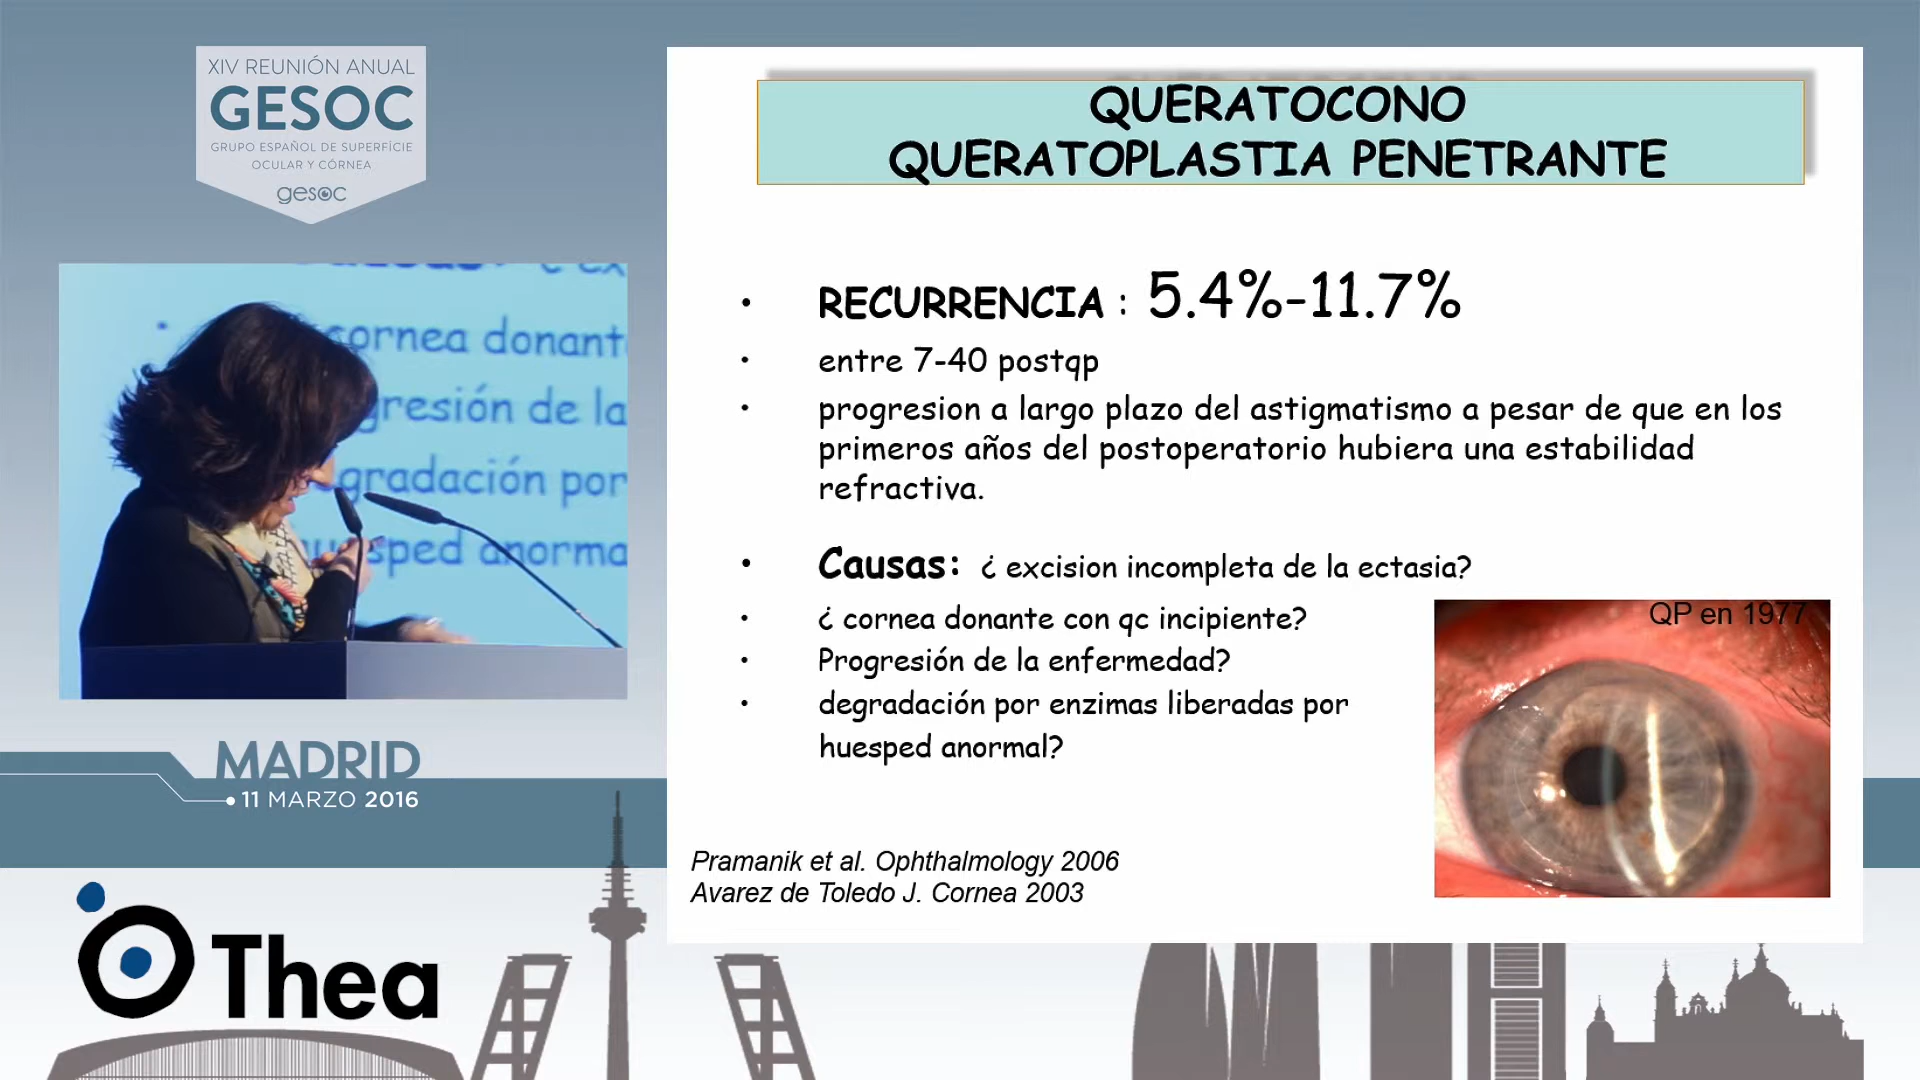 XIV REUNIÓN ANUAL
GESOC
GRUPO ESPAÑOL DE SUPERFÍCIE
OCULAR Y CÓRNEA
gesoc
cornea donant
gresión de la
gradación por
huesped anorma
MADRID
11 MARZO 2016
Thea
QUERATOCONO
QUERATOPLASTIA PENETRANTE
• RECURRENCIA : 5.4%-11.7%
• entre 7-40 postqp
• progresion a largo plazo del astigmatismo a pesar de que en los
primeros años del postoperatorio hubiera una estabilidad
refractiva.
• Causas: ¿ excision incompleta de la ectasia?
• ¿ cornea donante con qc incipiente?
• Progresión de la enfermedad?
• degradación por enzimas liberadas por
huesped anormal?
QP en 1977
Pramanik et al. Ophthalmology 2006
Avarez de Toledo J. Cornea 2003